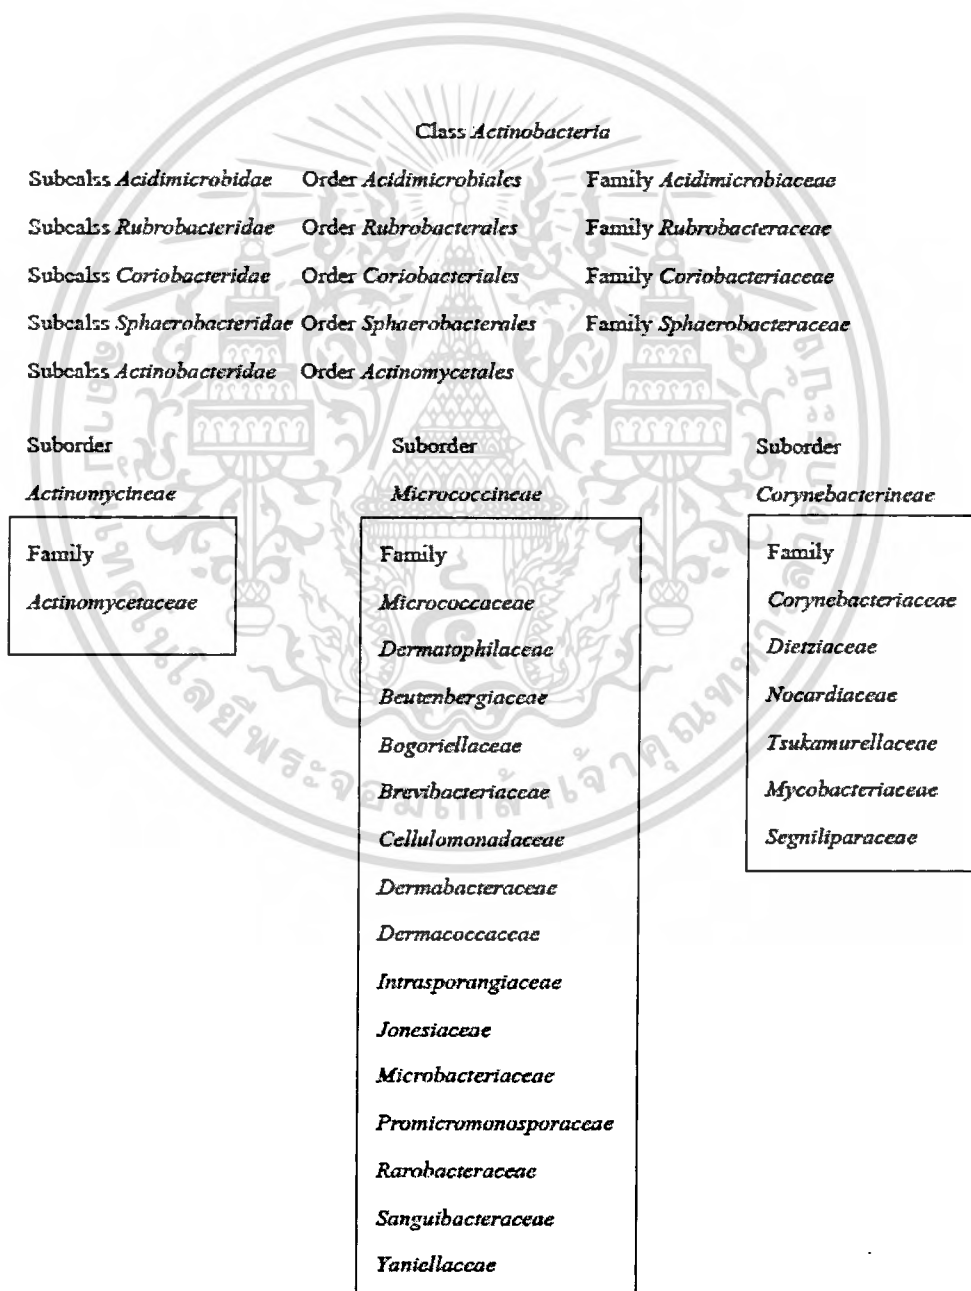 Class Actinobacteria
Subcalss Acidimicrobidae Order Acidimicrobiales Family Acidimicrobiaceae
Subcalss Rubrobacteridae Order Rubrobacterales Family Rubrobacteraceae
Subcalss Coriobacteridae Order Coriobacteriales Family Coriobacteriaceae
Subcalss Sphaerobacteridae Order Sphaerobacterales Family Sphaerobacteraceae
Subcalss Actinobacteridae Order Actinomycetales
Suborder
Actinomycineae
Family
Actinomycetaceae
Suborder
Micrococcineae
Family
Micrococcaceae
Dermatophilaceae
Beutenbergiaceae
Bogoriellaceae
Brevibacteriaceae
Cellulomonadaceae
Dermabacteraceae
Dermacoccaceae
Intrasporangiaceae
Jonesiaceae
Microbacteriaceae
Promicromonosporaceae
Rarobacteraceae
Sanguibacteraceae
Yaniellaceae
Suborder
Corynebacterineae
Family
Corynebacteriaceae
Dietziaceae
Nocardiaceae
Tsukamurellaceae
Mycobacteriaceae
Segniliparaceae